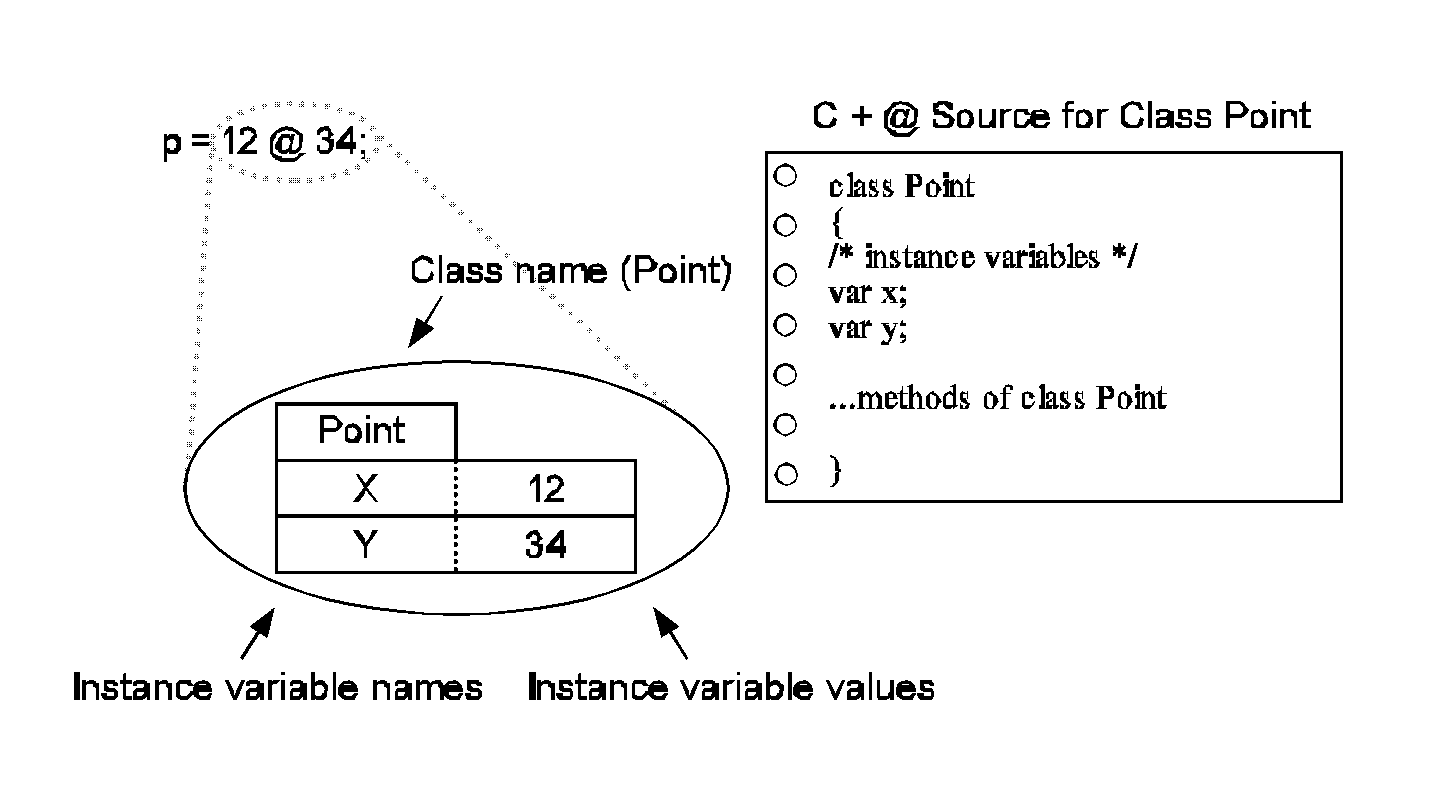 p = 12 @ 34;
Class name (Point)
Point
X 12
Y 34
Instance variable names
Instance variable values
C + @ Source for Class Point
class Point
{
/* instance variables */
var x;
var y;
...methods of class Point
}